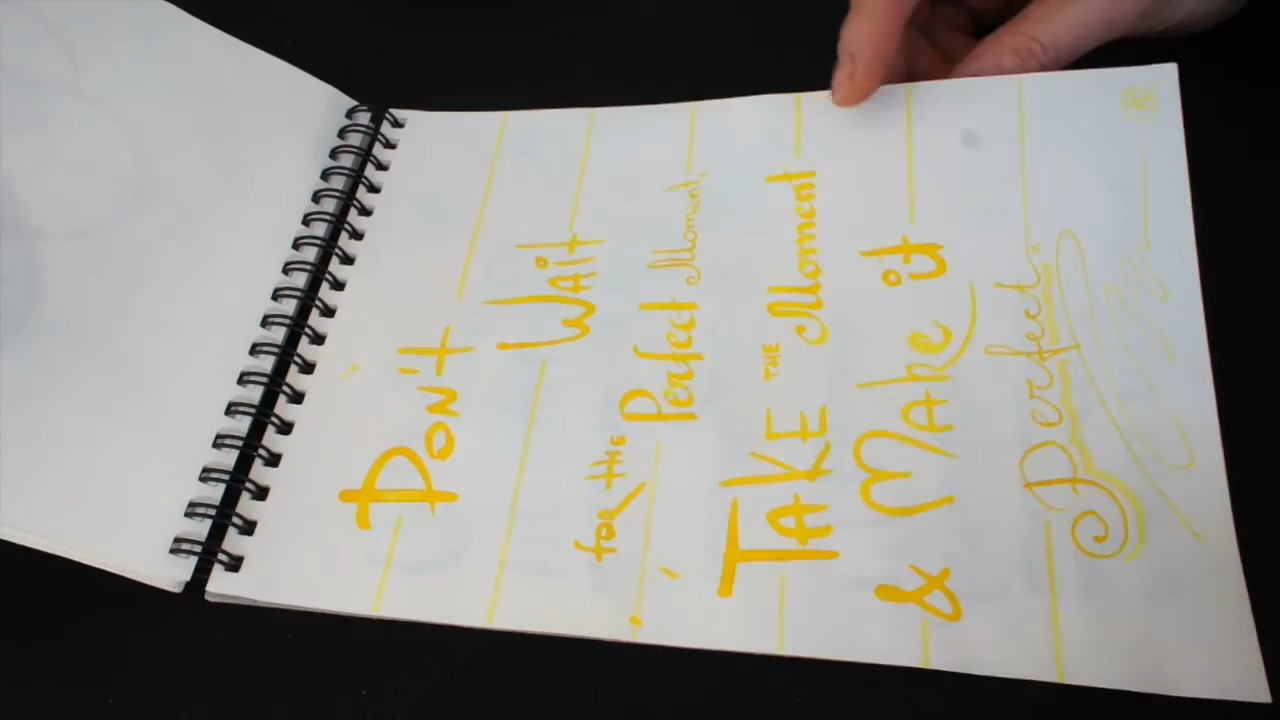 Don't
Wait
for the Perfect Moment,
Take the Moment
& Make it
Perfect.